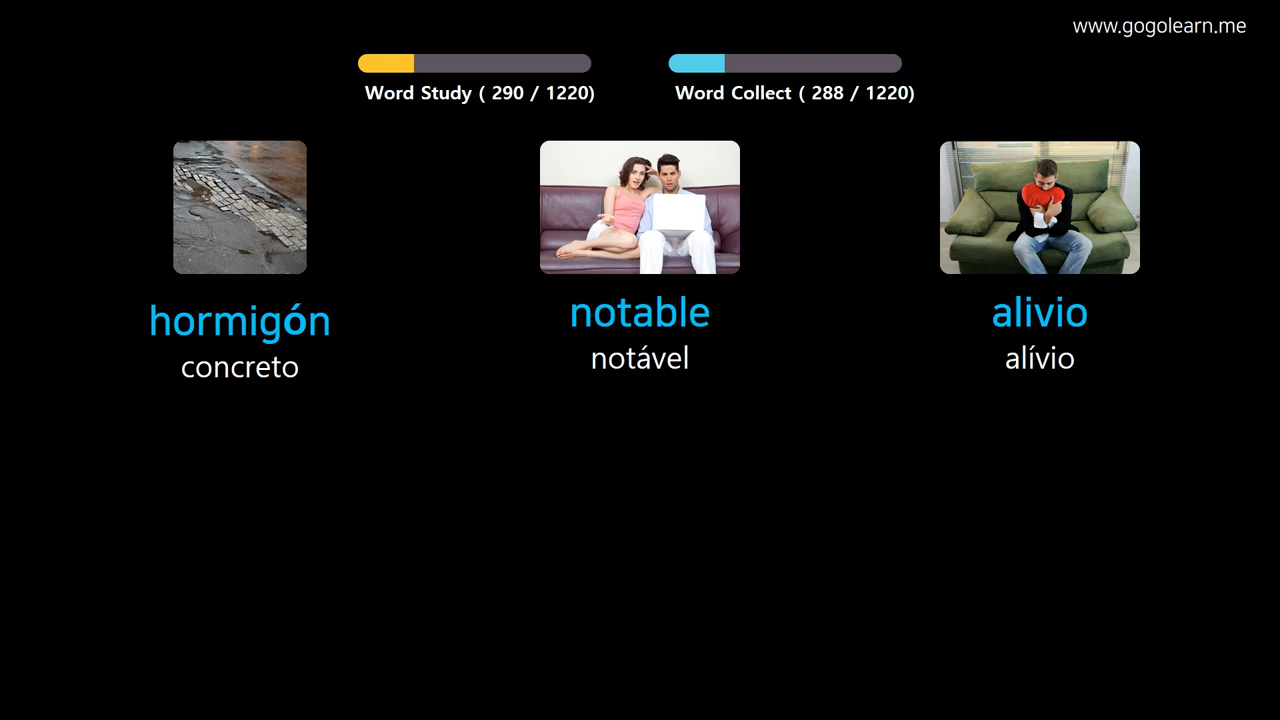 www.gogolearn.me
Word Study ( 290 / 1220)
Word Collect ( 288 / 1220)
hormigón
concreto
notable
notável
alivio
alívio